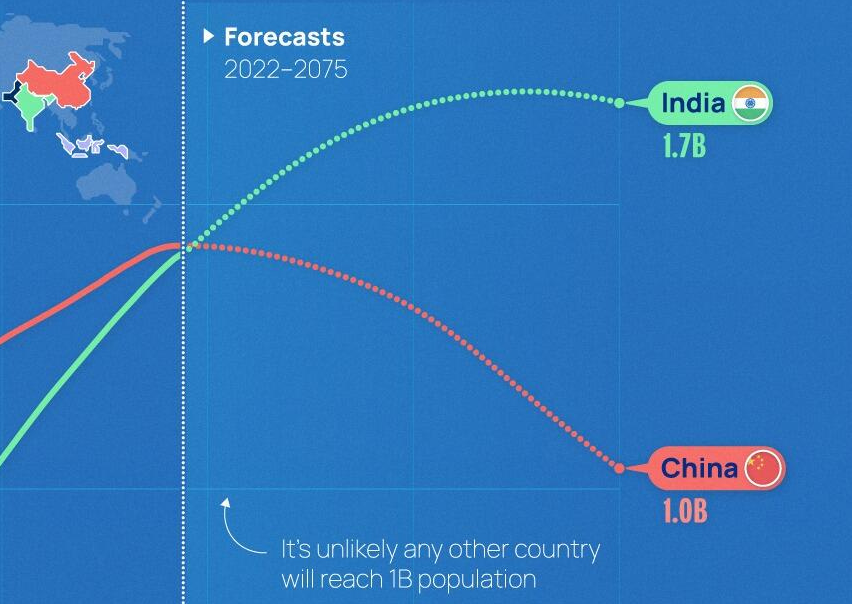 Forecasts
2022–2075
India
1.7B
China
1.0B
It's unlikely any other country
will reach 1B population